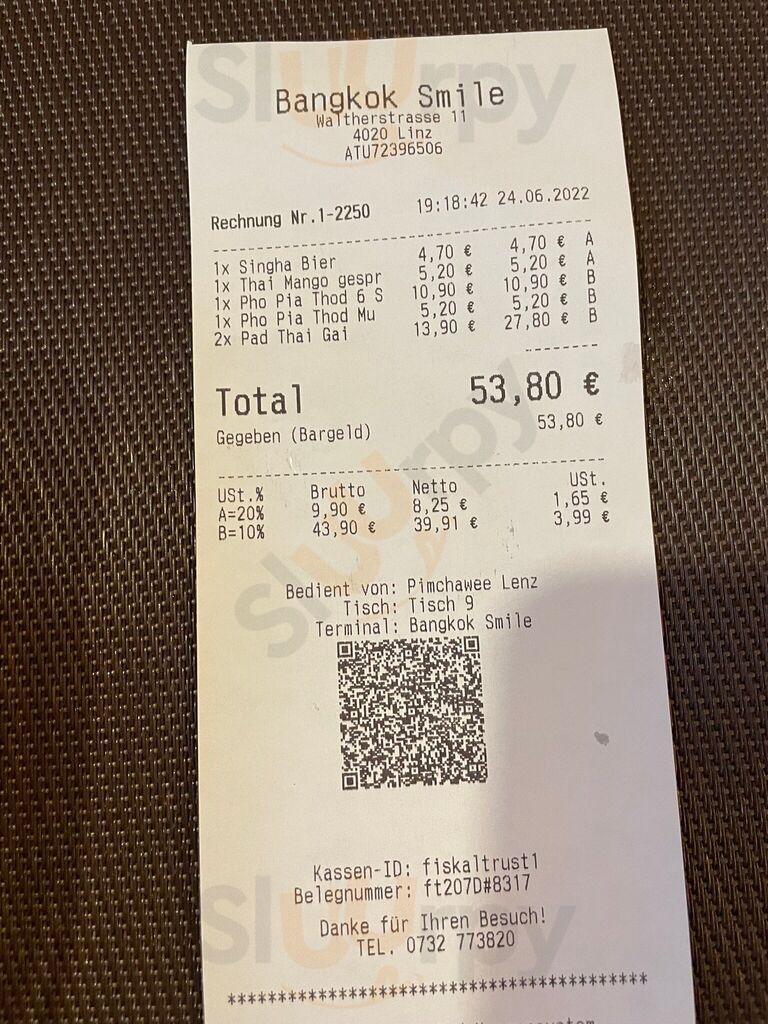 Bangkok Smile
Waltherstrasse 11
4020 Linz
ATU72396506
Rechnung Nr.1-2250 19:18:42 24.06.2022
1x Singha Bier 4,70 € 4,70 € A
1x Thai Mango gespr 5,20 € 5,20 € A
1x Pho Pia Thod 6 S 10,90 € 10,90 € B
1x Pho Pia Thod Mu 5,20 € 5,20 € B
2x Pad Thai Gai 13,90 € 27,80 € B
Total 53,80 €
Gegeben (Bargeld) 53,80 €
USt.% Brutto Netto USt.
A=20% 9,90 € 8,25 € 1,65 €
B=10% 43,90 € 39,91 € 3,99 €
Bedient von: Pimchawee Lenz
Tisch: Tisch 9
Terminal: Bangkok Smile
Kassen-ID: fiskaltrust1
Belegnummer: ft207D#8317
Danke für Ihren Besuch!
TEL. 0732 773820
******************************************
Sluurpy
Sluurpy
Sluurpy